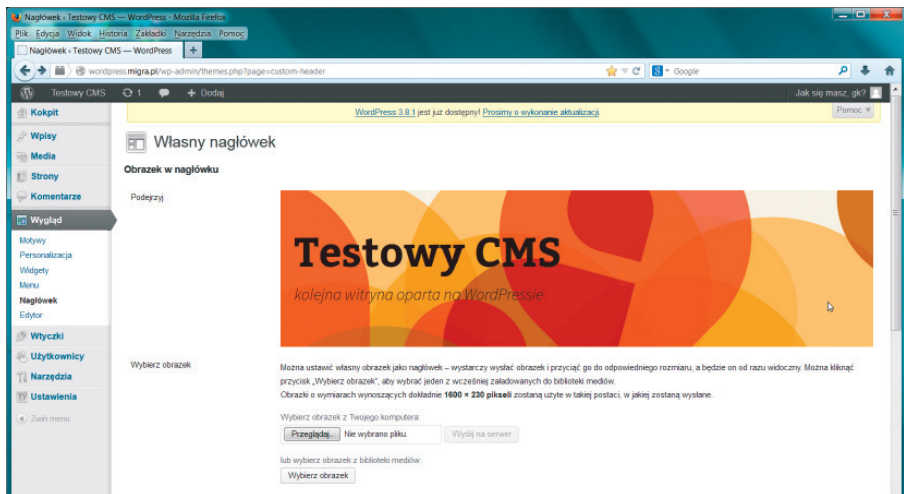 Nagłówek ‹ Testowy CMS — WordPress - Mozilla Firefox
Plik Edycja Widok Historia Zakładki Narzędzia Pomoc
Nagłówek ‹ Testowy CMS — WordPress +
wordpress.migra.pl/wp-admin/themes.php?page=custom-header
Google
Testowy CMS 1 + Dodaj Jak się masz, gk?
Kokpit
WordPress 3.8.1 jest już dostępny! Prosimy o wykonanie aktualizacji.
Pomoc
Wpisy
Media
Strony
Komentarze
Wygląd
Motywy
Personalizacja
Widgety
Menu
Nagłówek
Edytor
Wtyczki
Użytkownicy
Narzędzia
Ustawienia
Zwiń menu
Własny nagłówek
Obrazek w nagłówku
Podejrzyj
Testowy CMS
kolejna witryna oparta na WordPressie
Wybierz obrazek
Można ustawić własny obrazek jako nagłówek – wystarczy wysłać obrazek i przyciąć go do odpowiedniego rozmiaru, a będzie on od razu widoczny. Można kliknąć
przycisk „Wybierz obrazek”, aby wybrać jeden z wcześniej załadowanych do biblioteki mediów.
Obrazki o wymiarach wynoszących dokładnie 1600 × 230 pikseli zostaną użyte w takiej postaci, w jakiej zostaną wysłane.
Wybierz obrazek z Twojego komputera:
Przeglądaj... Nie wybrano pliku. Wyślij na serwer
lub wybierz obrazek z biblioteki mediów:
Wybierz obrazek